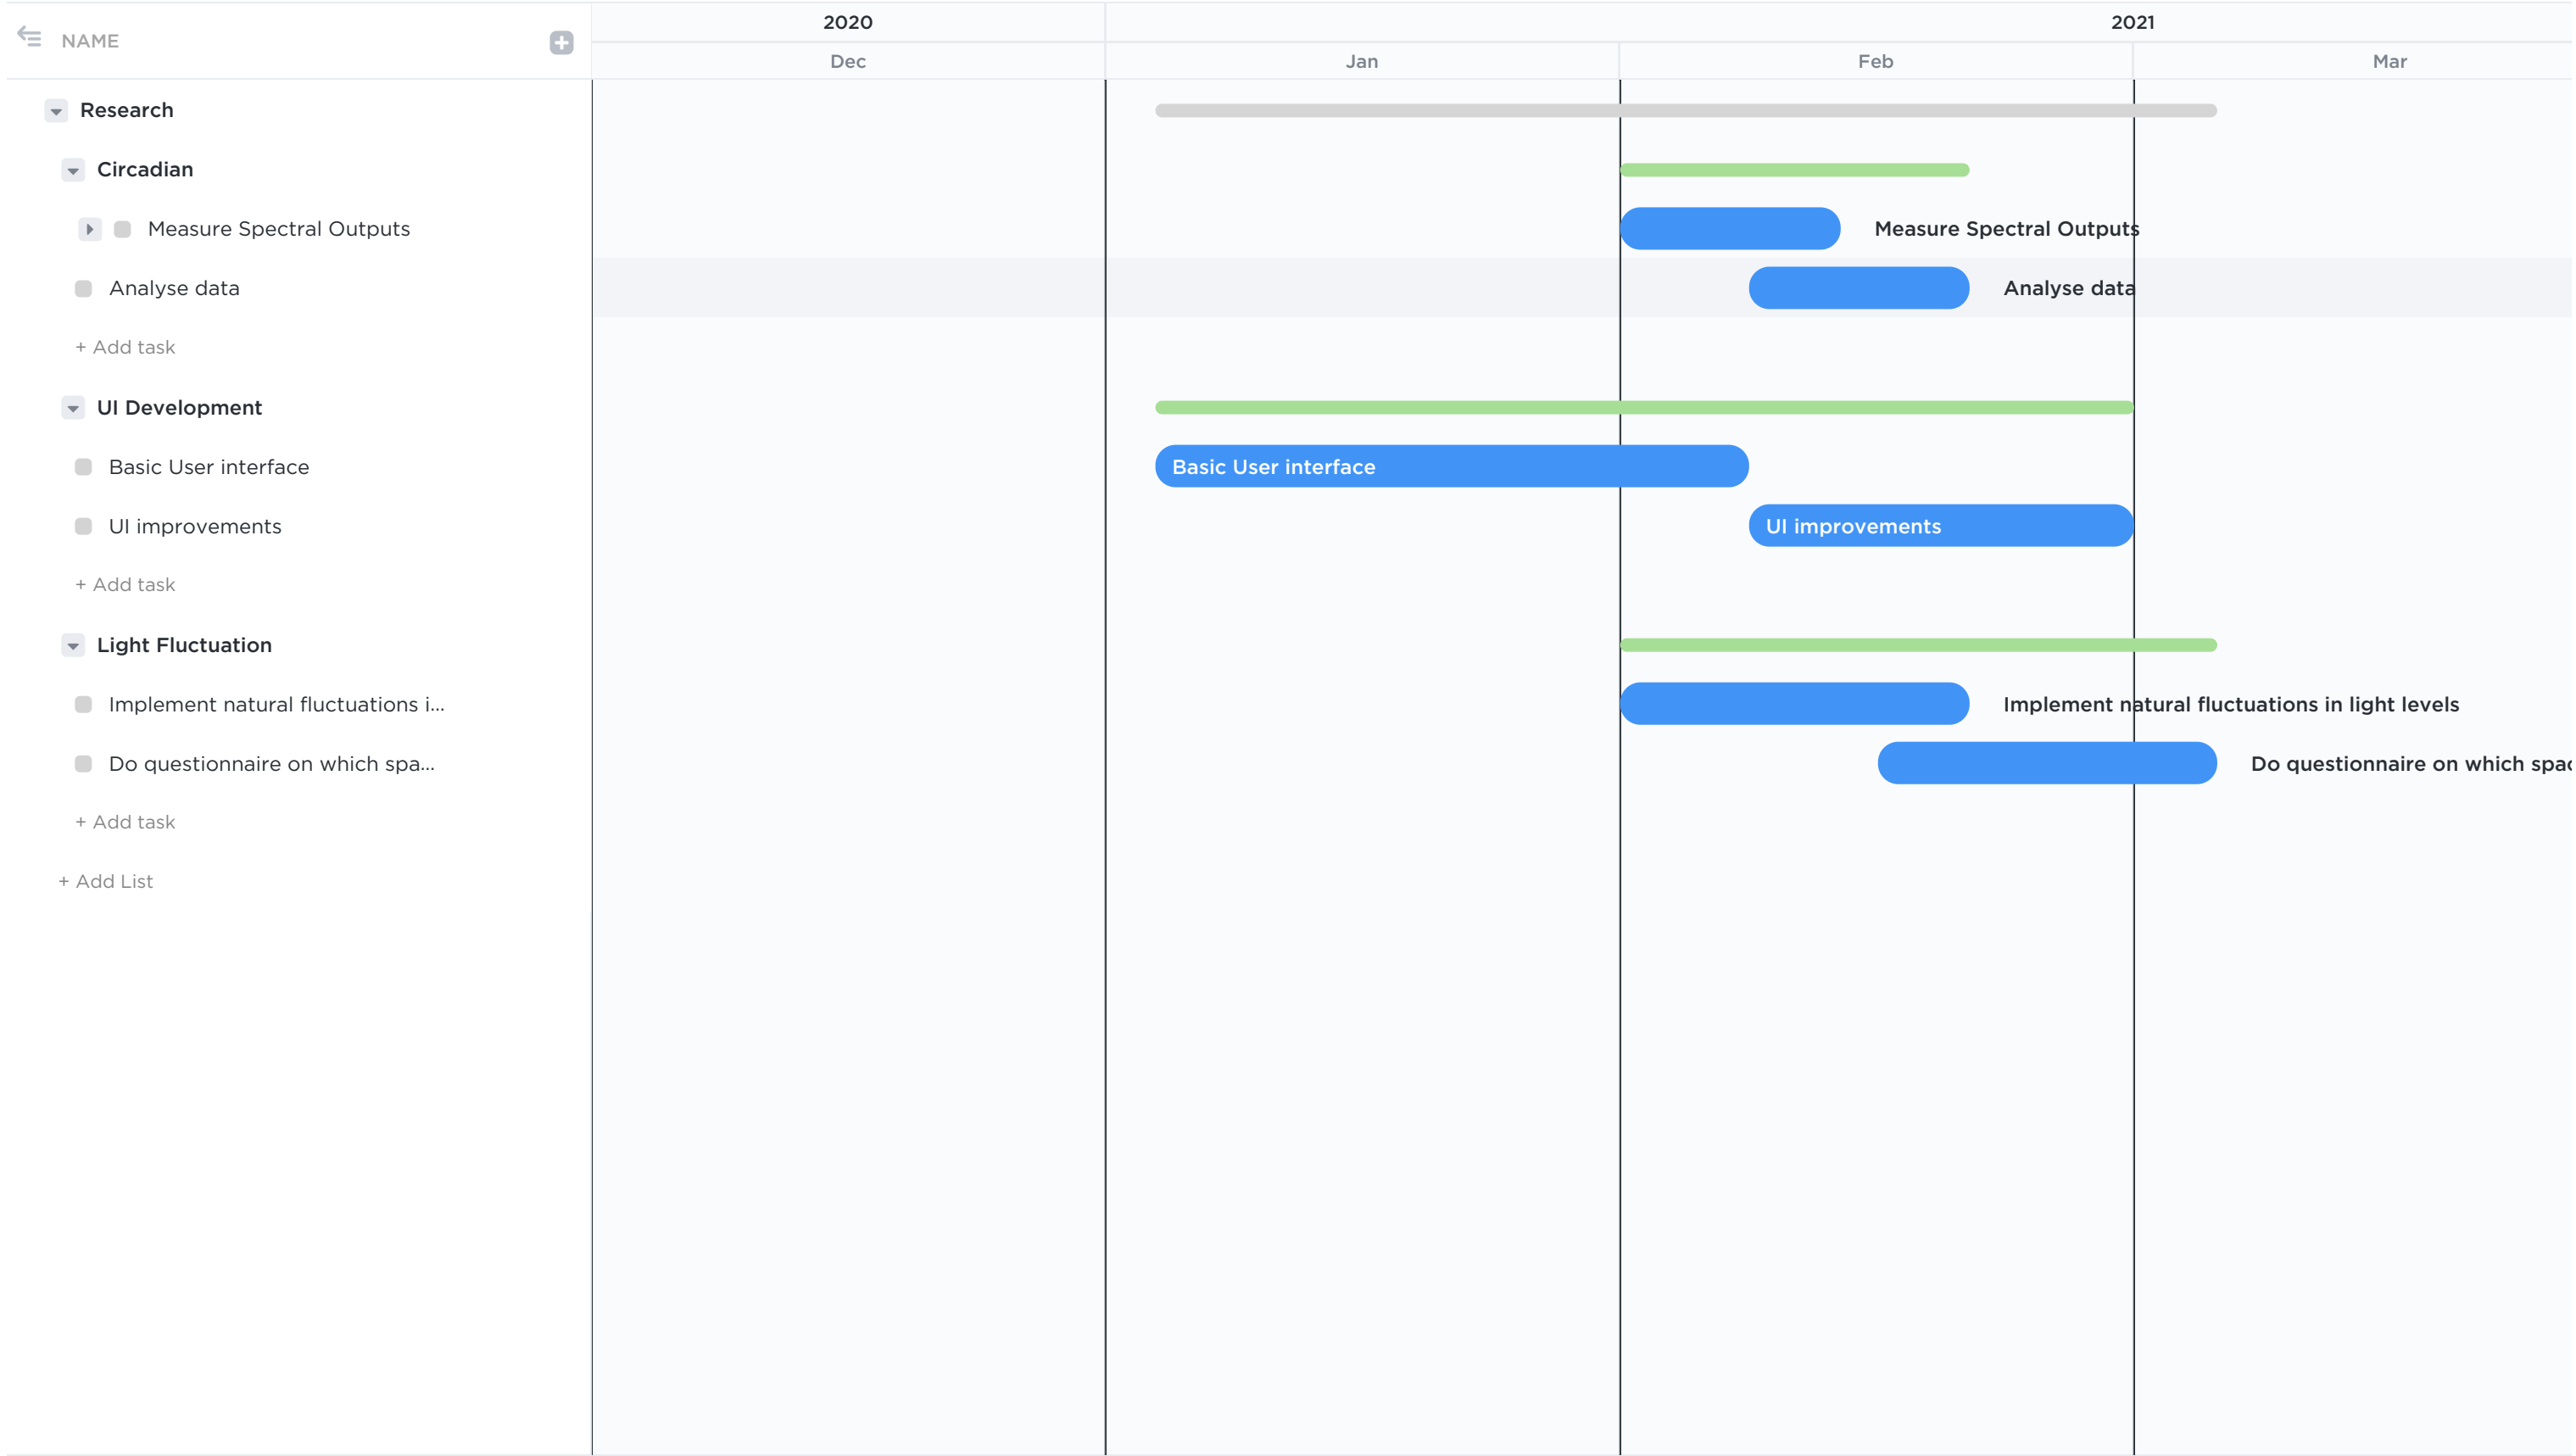 NAME
2020
2021
Dec
Jan
Feb
Mar
Research
Circadian
Measure Spectral Outputs
Measure Spectral Outputs
Analyse data
Analyse data
+ Add task
UI Development
Basic User interface
Basic User interface
UI improvements
UI improvements
+ Add task
Light Fluctuation
Implement natural fluctuations i...
Implement natural fluctuations in light levels
Do questionnaire on which spa...
Do questionnaire on which spac
+ Add task
+ Add List